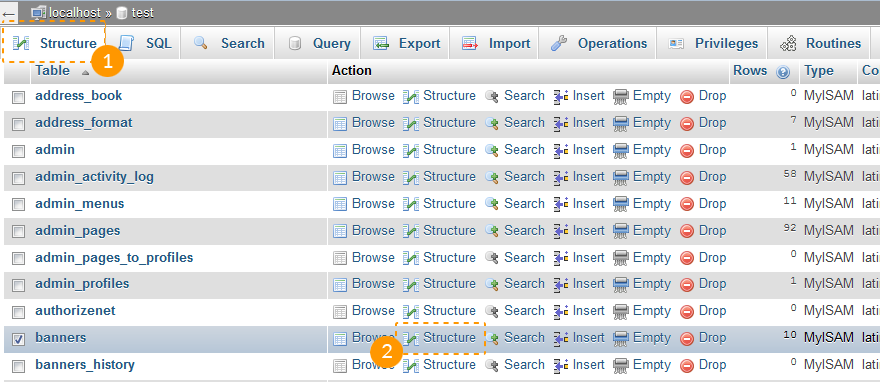 ← localhost » test
Structure SQL Search Query Export Import Operations Privileges Routines
1
Table Action Rows Type Co
address_book Browse Structure Search Insert Empty Drop 0 MyISAM lati
address_format Browse Structure Search Insert Empty Drop 7 MyISAM lati
admin Browse Structure Search Insert Empty Drop 1 MyISAM lati
admin_activity_log Browse Structure Search Insert Empty Drop 58 MyISAM lati
admin_menus Browse Structure Search Insert Empty Drop 11 MyISAM lati
admin_pages Browse Structure Search Insert Empty Drop 92 MyISAM lati
admin_pages_to_profiles Browse Structure Search Insert Empty Drop 0 MyISAM lati
admin_profiles Browse Structure Search Insert Empty Drop 1 MyISAM lati
authorizenet Browse Structure Search Insert Empty Drop 0 MyISAM lati
banners Browse Structure Search Insert Empty Drop 10 MyISAM lati
2
banners_history Browse Structure Search Insert Empty Drop 0 MyISAM lati